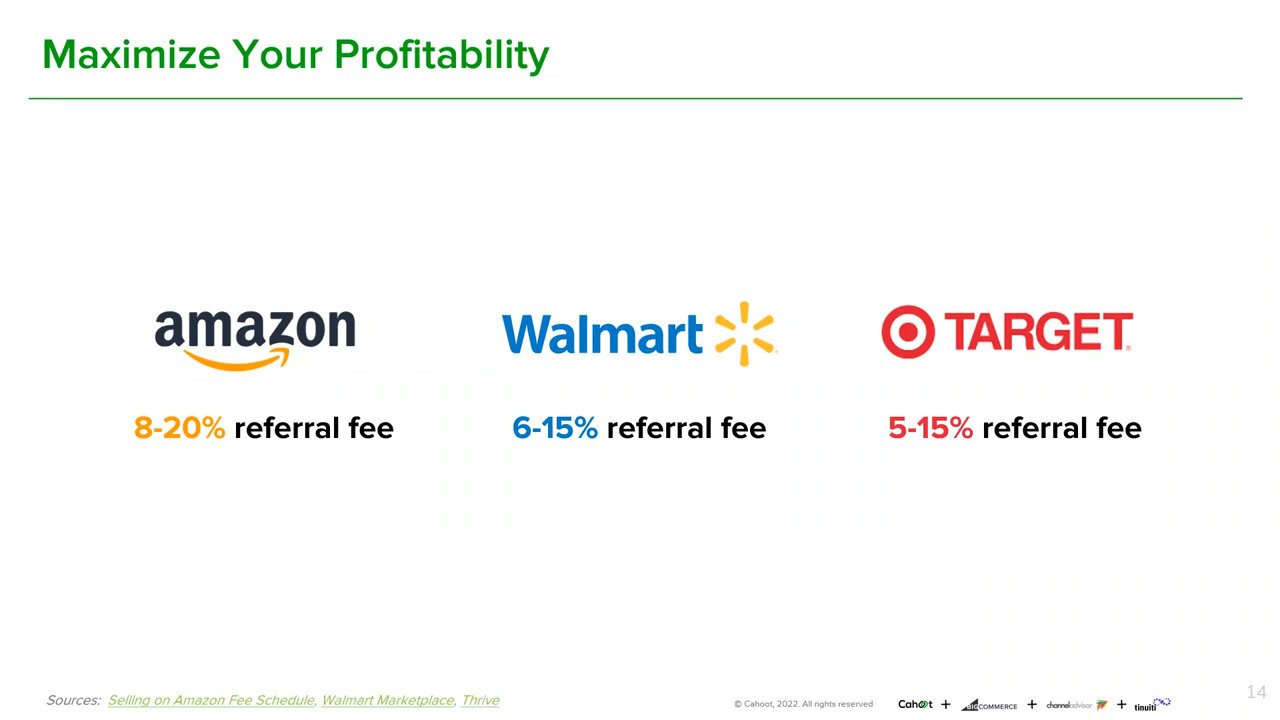 Maximize Your Profitability
amazon
Walmart
TARGET
8-20% referral fee
6-15% referral fee
5-15% referral fee
Sources: Selling on Amazon Fee Schedule, Walmart Marketplace, Thrive
© Cahoot, 2022. All rights reserved
Cahoot + BIGCOMMERCE + channeladvisor + tinuiti
14